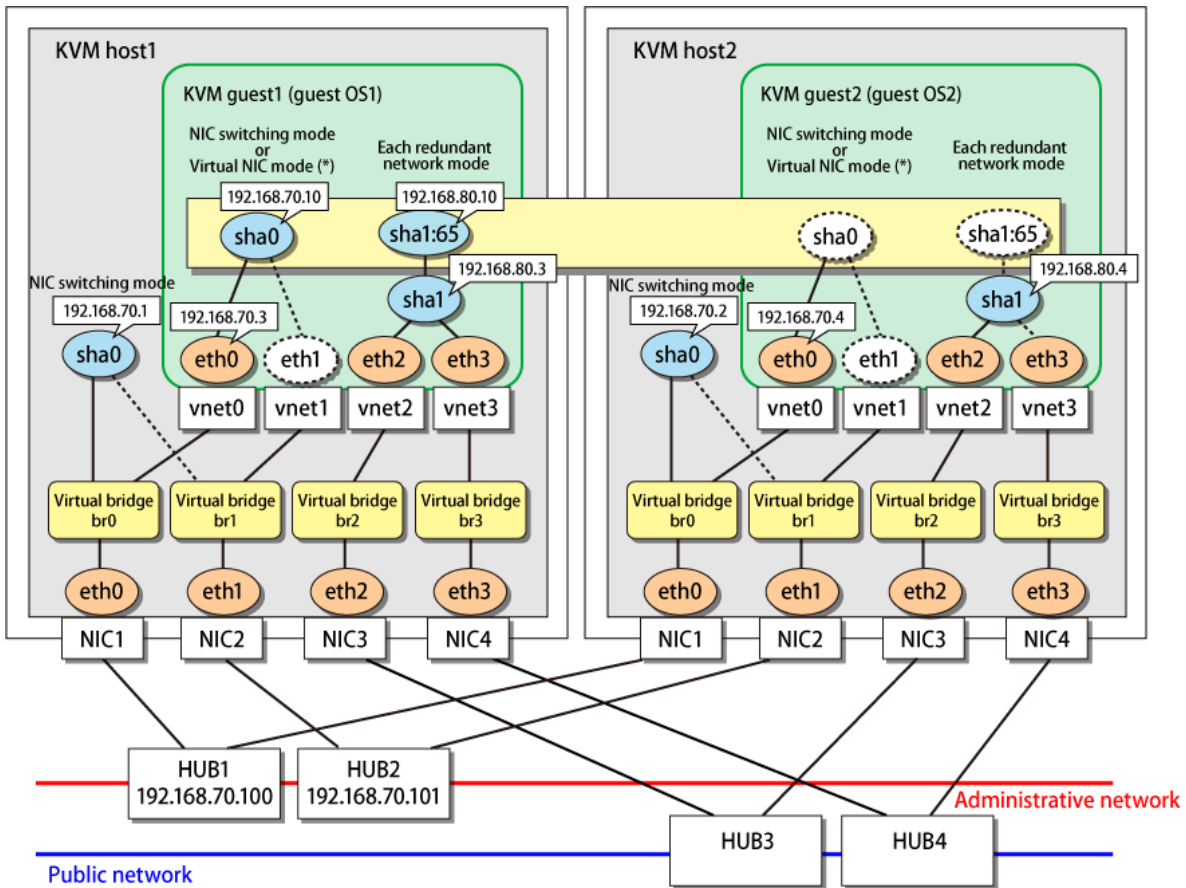 KVM host1
KVM guest1 (guest OS1)
NIC switching mode
or
Virtual NIC mode (*)
Each redundant
network mode
192.168.70.10
192.168.80.10
sha0
sha1:65
192.168.80.3
NIC switching mode
192.168.70.1
192.168.70.3
sha1
sha0
eth0
eth1
eth2
eth3
vnet0
vnet1
vnet2
vnet3
Virtual bridge
br0
Virtual bridge
br1
Virtual bridge
br2
Virtual bridge
br3
eth0
eth1
eth2
eth3
NIC1
NIC2
NIC3
NIC4
KVM host2
KVM guest2 (guest OS2)
NIC switching mode
or
Virtual NIC mode (*)
Each redundant
network mode
sha0
sha1:65
192.168.80.4
NIC switching mode
192.168.70.2
192.168.70.4
sha1
sha0
eth0
eth1
eth2
eth3
vnet0
vnet1
vnet2
vnet3
Virtual bridge
br0
Virtual bridge
br1
Virtual bridge
br2
Virtual bridge
br3
eth0
eth1
eth2
eth3
NIC1
NIC2
NIC3
NIC4
HUB1
192.168.70.100
HUB2
192.168.70.101
Administrative network
HUB3
HUB4
Public network